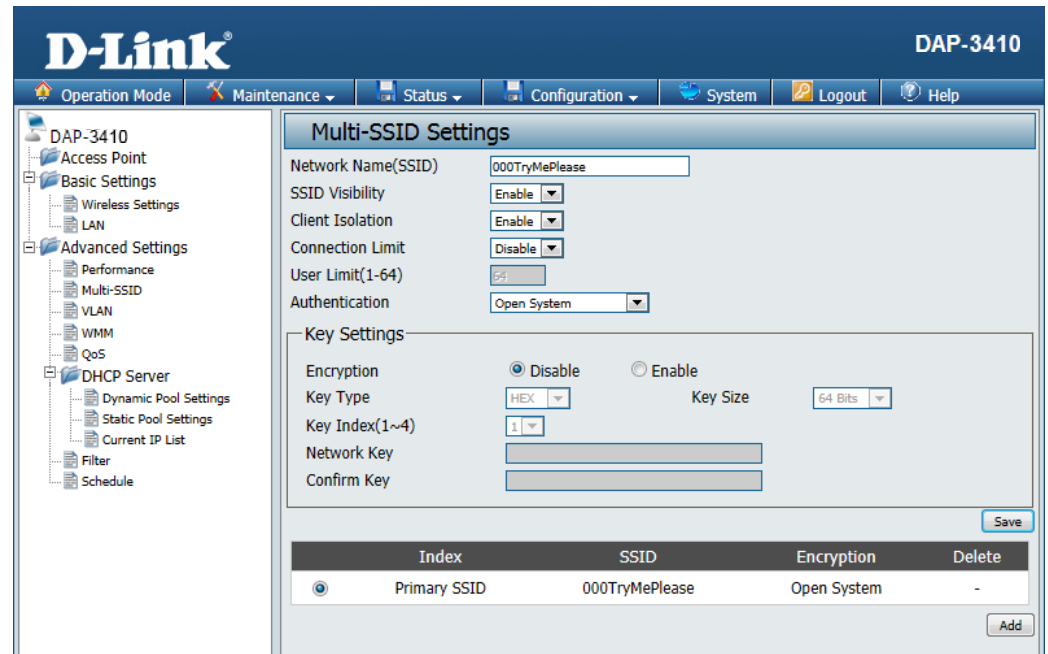 D-Link®
DAP-3410
Operation Mode Maintenance Status Configuration System Logout Help
DAP-3410
Access Point
Basic Settings
Wireless Settings
LAN
Advanced Settings
Performance
Multi-SSID
VLAN
WMM
QoS
DHCP Server
Dynamic Pool Settings
Static Pool Settings
Current IP List
Filter
Schedule
Multi-SSID Settings
Network Name(SSID) 000TryMePlease
SSID Visibility Enable
Client Isolation Enable
Connection Limit Disable
User Limit(1-64) 64
Authentication Open System
Key Settings
Encryption Disable Enable
Key Type HEX Key Size 64 Bits
Key Index(1~4) 1
Network Key
Confirm Key
Save
Index SSID Encryption Delete
Primary SSID 000TryMePlease Open System -
Add